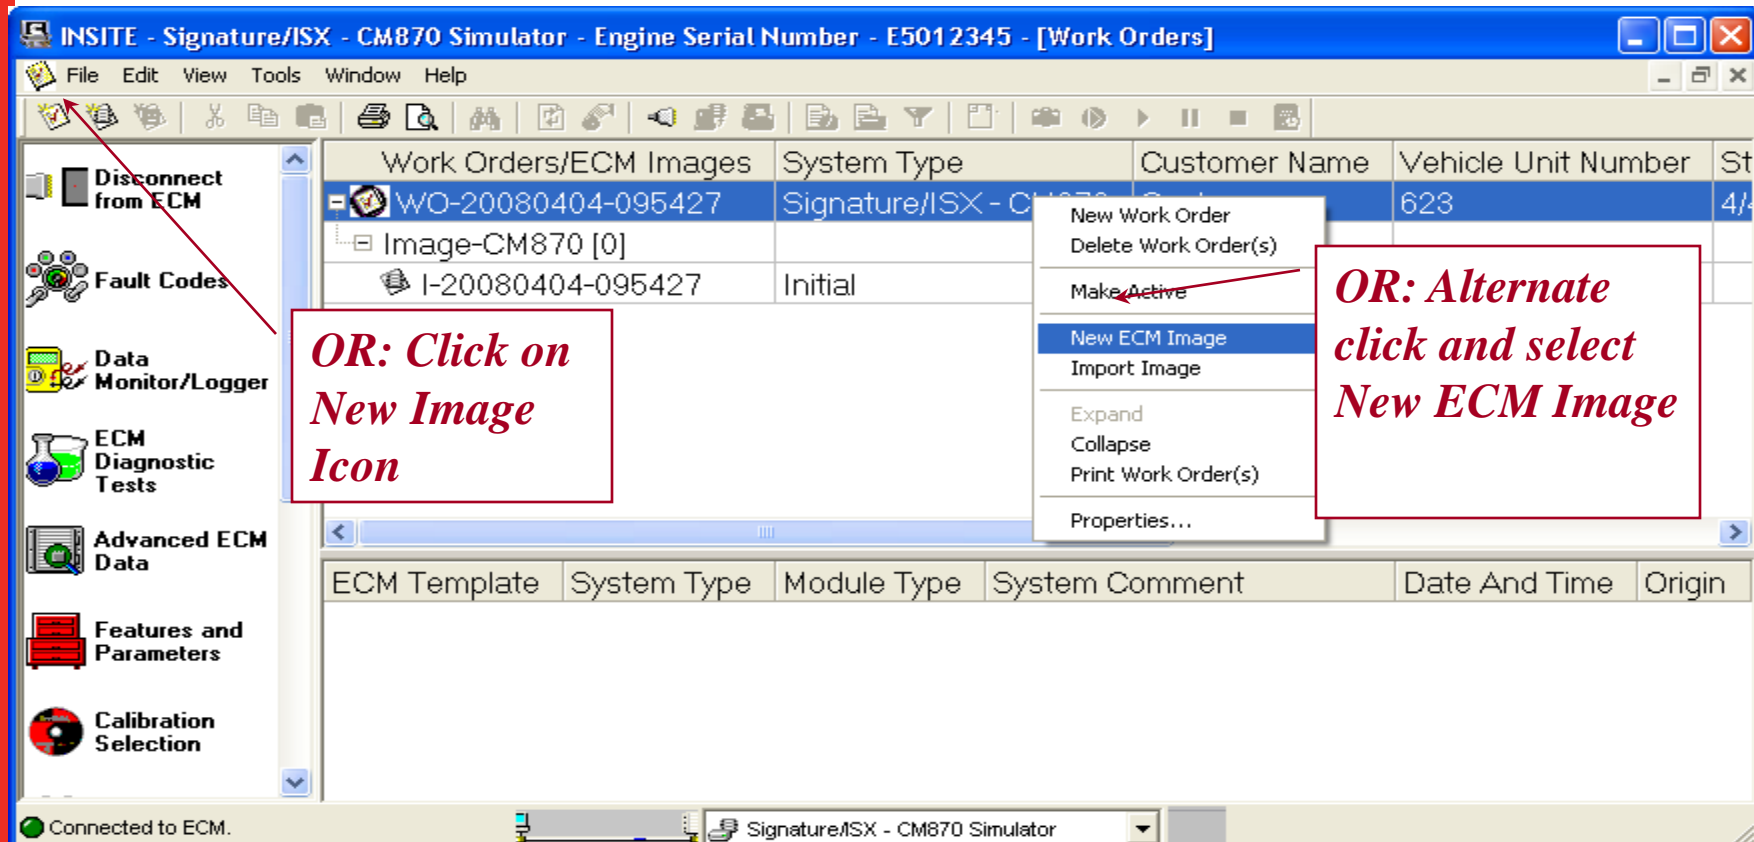 INSITE - Signature/ISX - CM870 Simulator - Engine Serial Number - E5012345 - [Work Orders]
File Edit View Tools Window Help
Disconnect
from ECM
Fault Codes
Data
Monitor/Logger
ECM
Diagnostic
Tests
Advanced ECM
Data
Features and
Parameters
Calibration
Selection
Work Orders/ECM Images System Type Customer Name Vehicle Unit Number St
WO-20080404-095427 Signature/ISX - CM870 623 4/4
Image-CM870 [0]
I-20080404-095427 Initial
New Work Order
Delete Work Order(s)
Make Active
New ECM Image
Import Image
Expand
Collapse
Print Work Order(s)
Properties...
OR: Click on
New Image
Icon
OR: Alternate
click and select
New ECM Image
ECM Template System Type Module Type System Comment Date And Time Origin
Connected to ECM.
Signature/ISX - CM870 Simulator